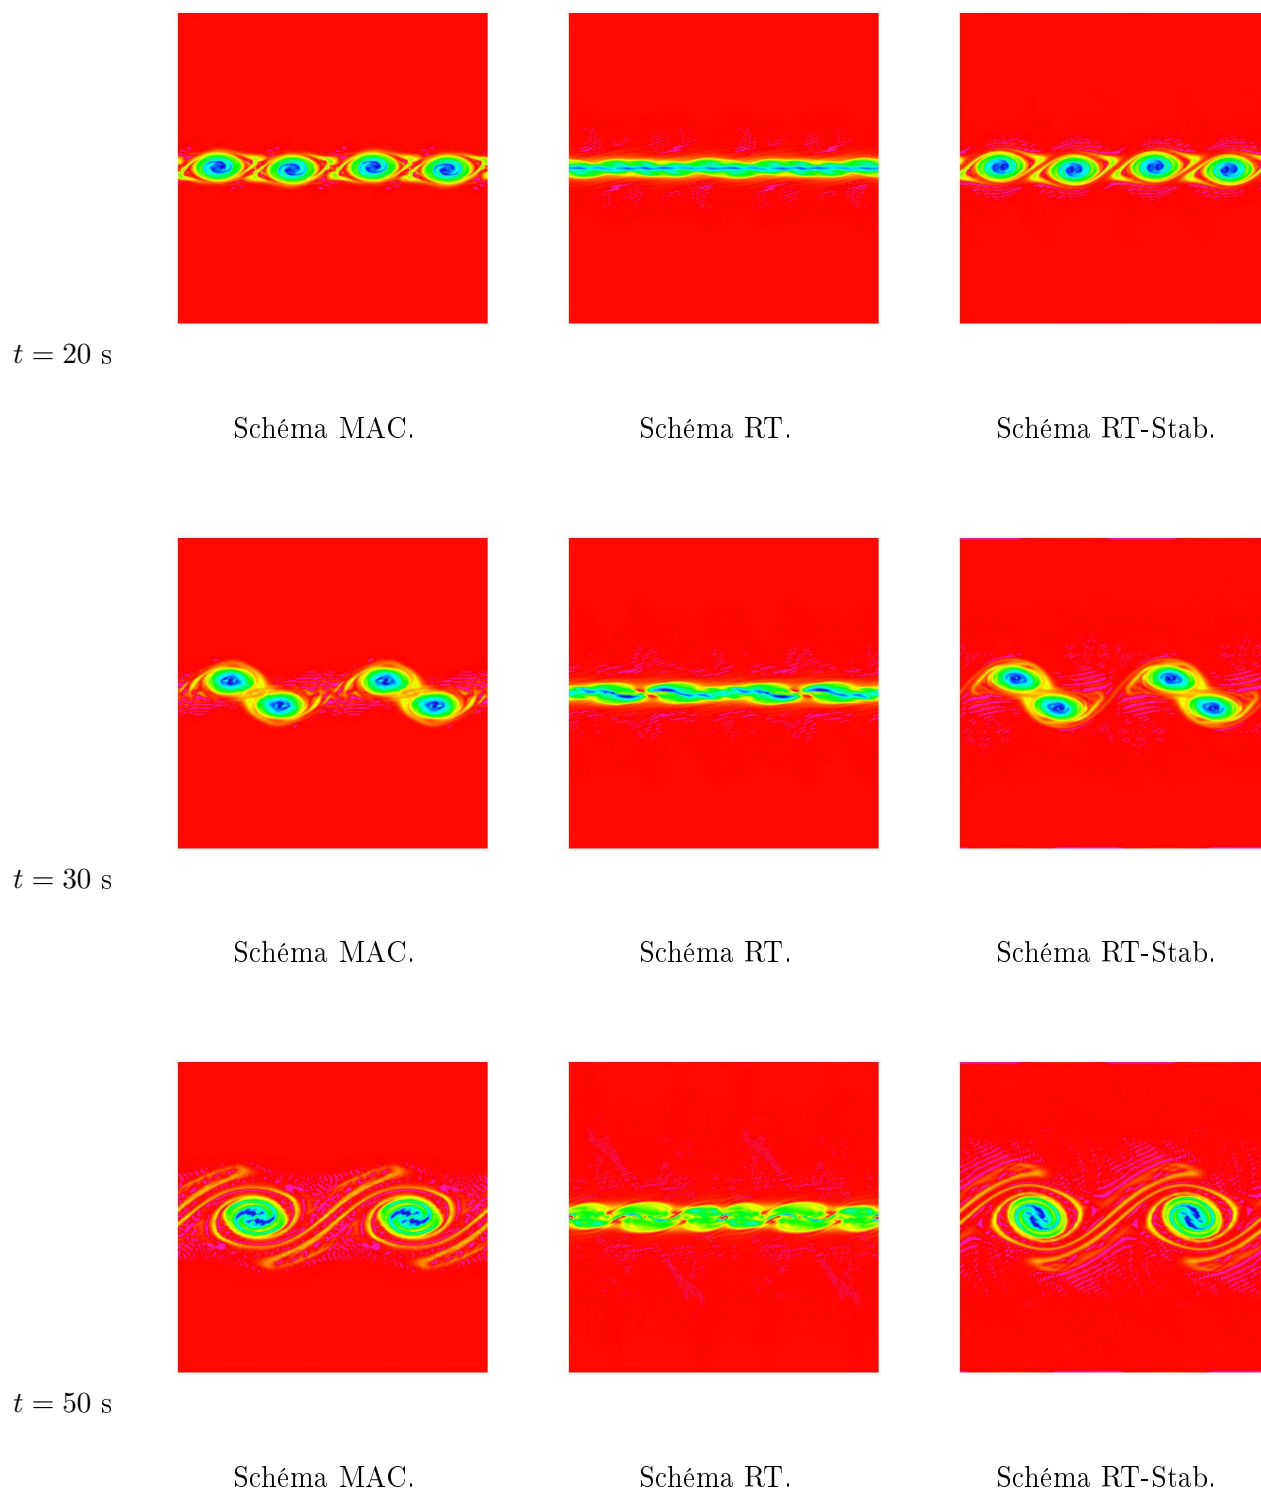 t = 20 s
Schéma MAC.
Schéma RT.
Schéma RT-Stab.
t = 30 s
Schéma MAC.
Schéma RT.
Schéma RT-Stab.
t = 50 s
Schéma MAC.
Schéma RT.
Schéma RT-Stab.